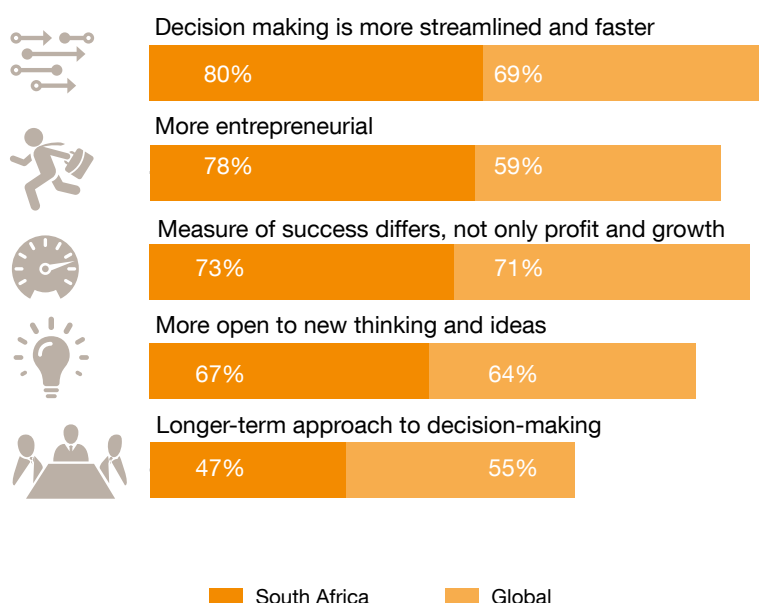 Decision making is more streamlined and faster
80% 69%
More entrepreneurial
78% 59%
Measure of success differs, not only profit and growth
73% 71%
More open to new thinking and ideas
67% 64%
Longer-term approach to decision-making
47% 55%
South Africa Global